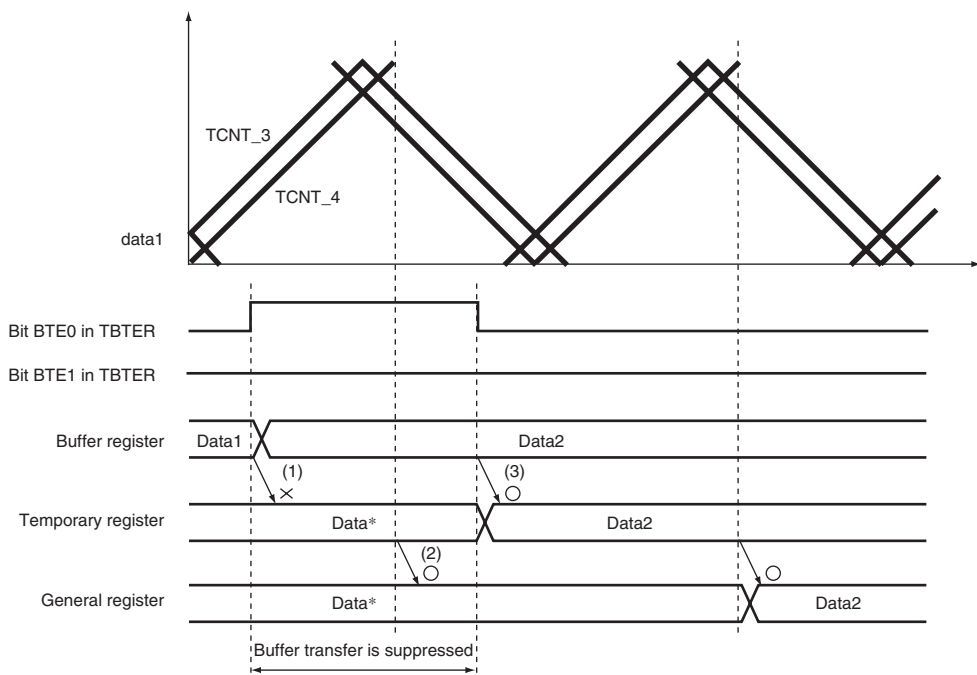 TCNT_3
TCNT_4
data1
Bit BTE0 in TBTER
Bit BTE1 in TBTER
Buffer register
Data1
Data2
(1)
(3)
Temporary register
Data*
Data2
(2)
General register
Data*
Data2
Buffer transfer is suppressed